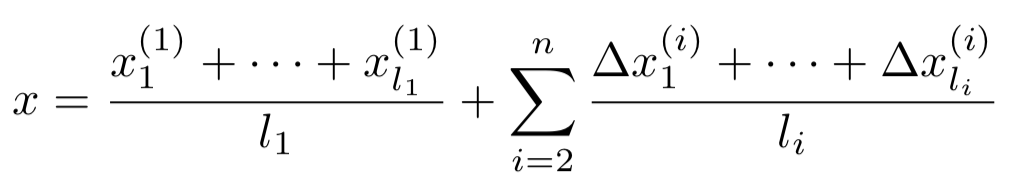 x = \frac{x_1^{(1)} + \cdots + x_{l_1}^{(1)}}{l_1} + \sum_{i=2}^{n} \frac{\Delta x_1^{(i)} + \cdots + \Delta x_{l_i}^{(i)}}{l_i}